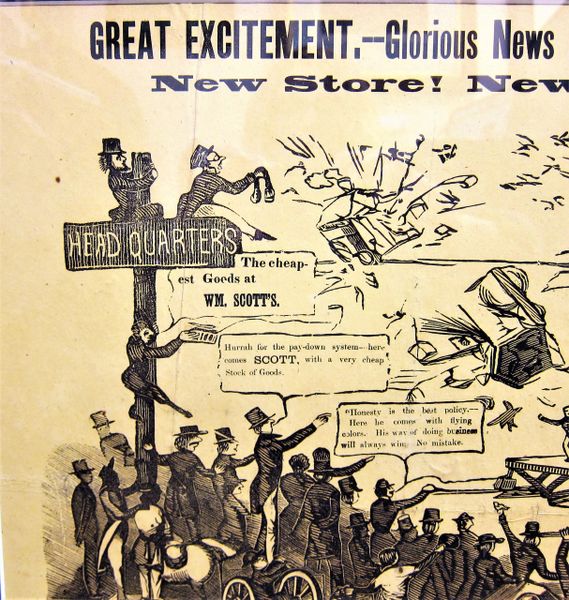 GREAT EXCITEMENT.--Glorious News
New Store! New
HEAD QUARTERS
The cheap-
est Goods at
WM. SCOTT'S.
Hurrah for the pay-down system—here
comes SCOTT, with a very cheap
Stock of Goods.
"Honesty is the best policy.—
Here he comes with flying
colors. His way of doing business
will always win. No mistake.